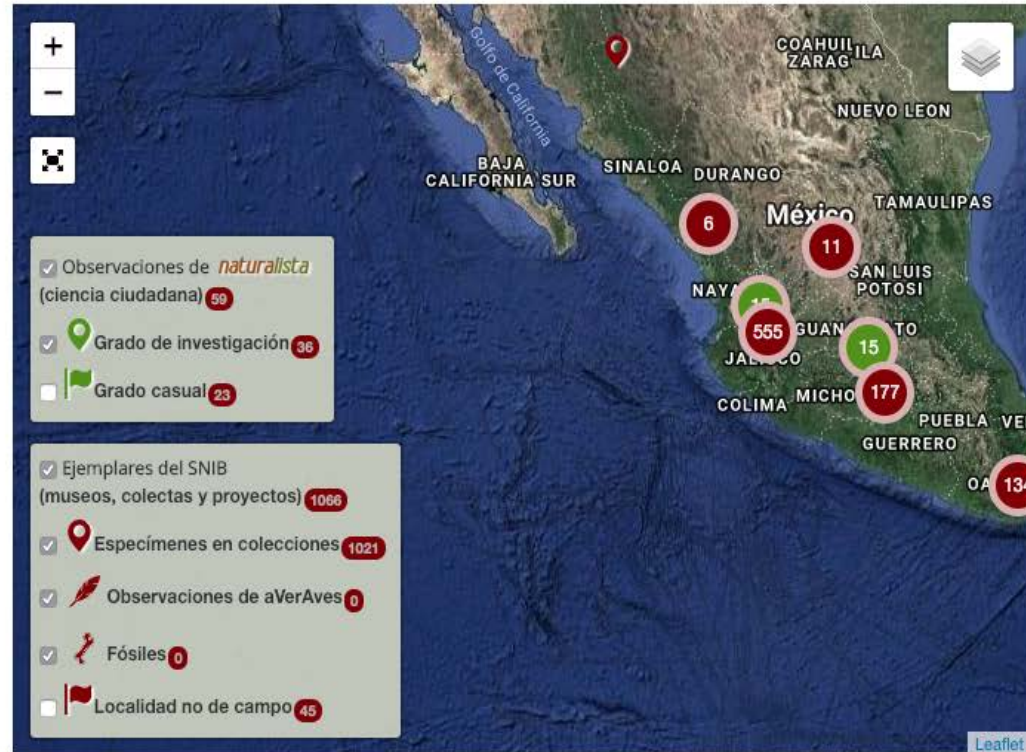 +
−
Golfo de California
COAHUIL ILA
ZARAG
NUEVO LEON
BAJA
CALIFORNIA SUR
SINALOA
DURANGO
TAMAULIPAS
México
6
11
SAN LUIS
POTOSI
NAYA
555
GUAN TO
15
JALISCO
MICHO
177
COLIMA
PUEBLA VE
GUERRERO
OA
134
Observaciones de naturalista
(ciencia ciudadana) 59
Grado de investigación 36
Grado casual 23
Ejemplares del SNIB
(museos, colectas y proyectos) 1066
Especímenes en colecciones 1021
Observaciones de aVerAves 0
Fósiles 0
Localidad no de campo 45
Leaflet